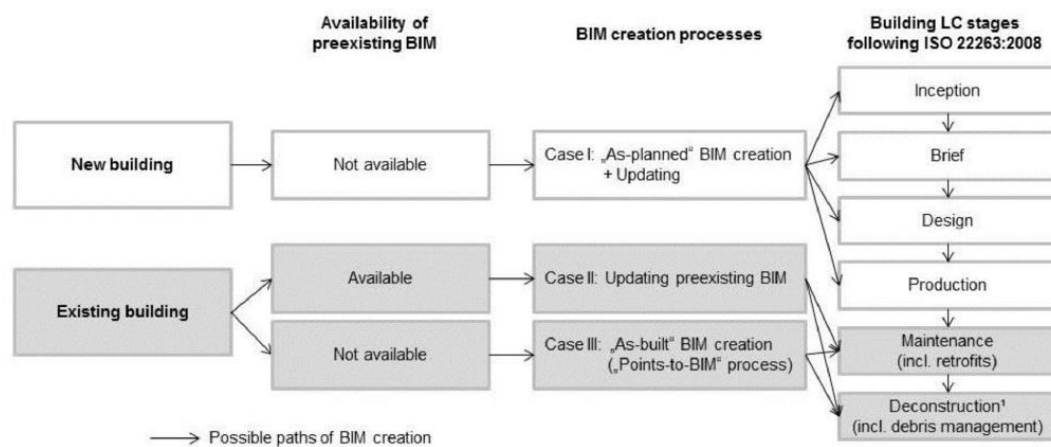 Availability of
preexisting BIM
BIM creation processes
Building LC stages
following ISO 22263:2008
Inception
New building
Not available
Case I: „As-planned“ BIM creation
+ Updating
Brief
Design
Existing building
Available
Case II: Updating preexisting BIM
Production
Not available
Case III: „As-built“ BIM creation
(„Points-to-BIM“ process)
Maintenance
(incl. retrofits)
Deconstruction¹
(incl. debris management)
Possible paths of BIM creation